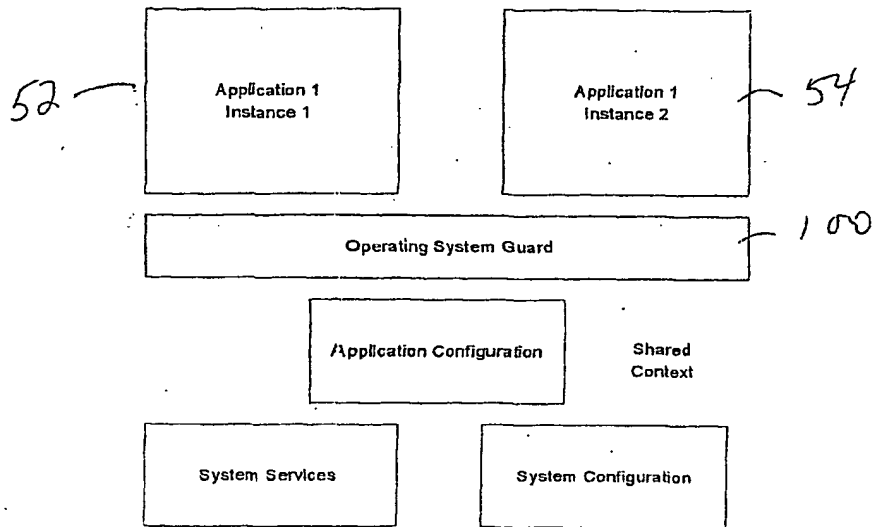 Application 1
Instance 1
52
Application 1
Instance 2
54
Operating System Guard
100
Application Configuration
Shared
Context
System Services
System Configuration